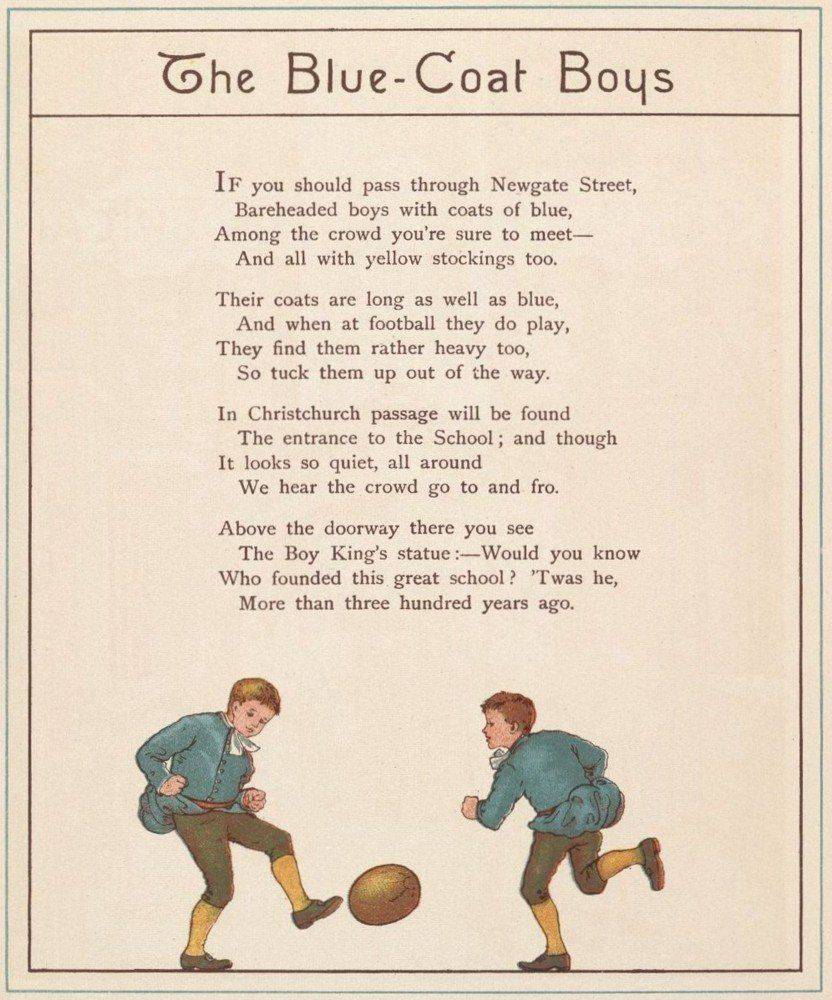 The Blue-Coat Boys
IF you should pass through Newgate Street,
Bareheaded boys with coats of blue,
Among the crowd you're sure to meet—
And all with yellow stockings too.
Their coats are long as well as blue,
And when at football they do play,
They find them rather heavy too,
So tuck them up out of the way.
In Christchurch passage will be found
The entrance to the School; and though
It looks so quiet, all around
We hear the crowd go to and fro.
Above the doorway there you see
The Boy King's statue:—Would you know
Who founded this great school? 'Twas he,
More than three hundred years ago.